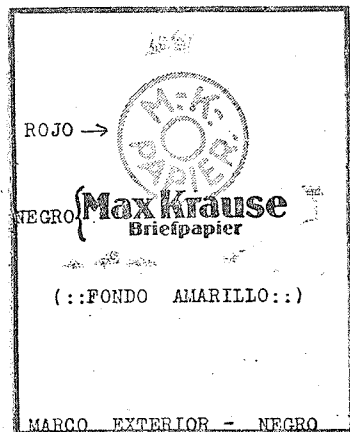 M.-K.-
PAPIER.
ROJO →
NEGRO { Max Krause
Briefpapier
(::FONDO AMARILLO::)
MARCO EXTERIOR - NEGRO